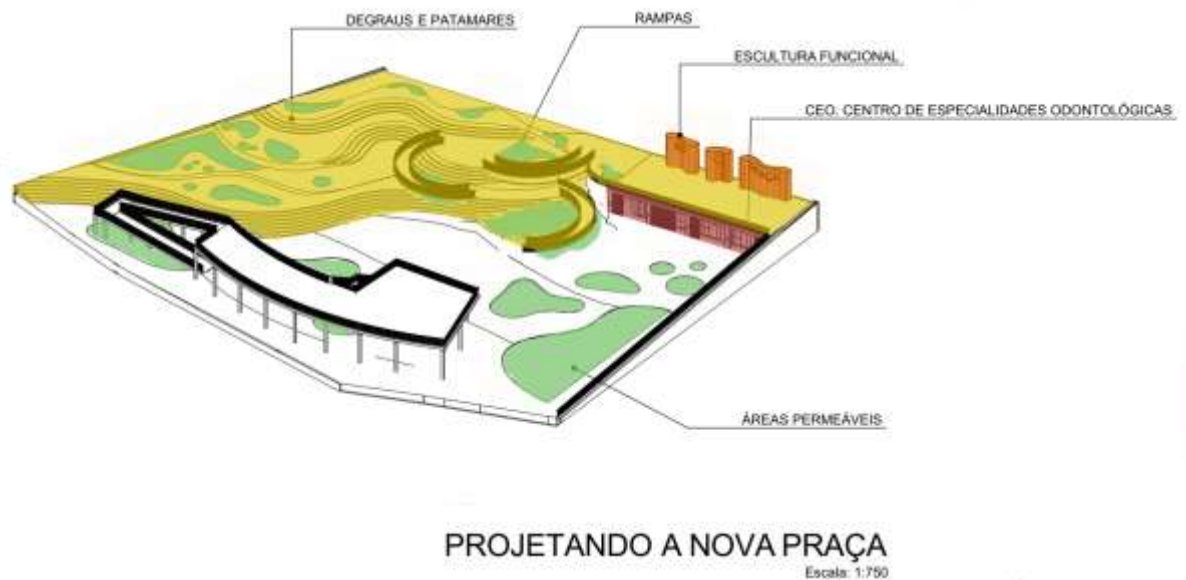 DEGRAUS E PATAMARES
RAMPAS
ESCULTURA FUNCIONAL
CEO. CENTRO DE ESPECIALIDADES ODONTOLÓGICAS
ÁREAS PERMEÁVEIS
PROJETANDO A NOVA PRAÇA
Escala: 1:750